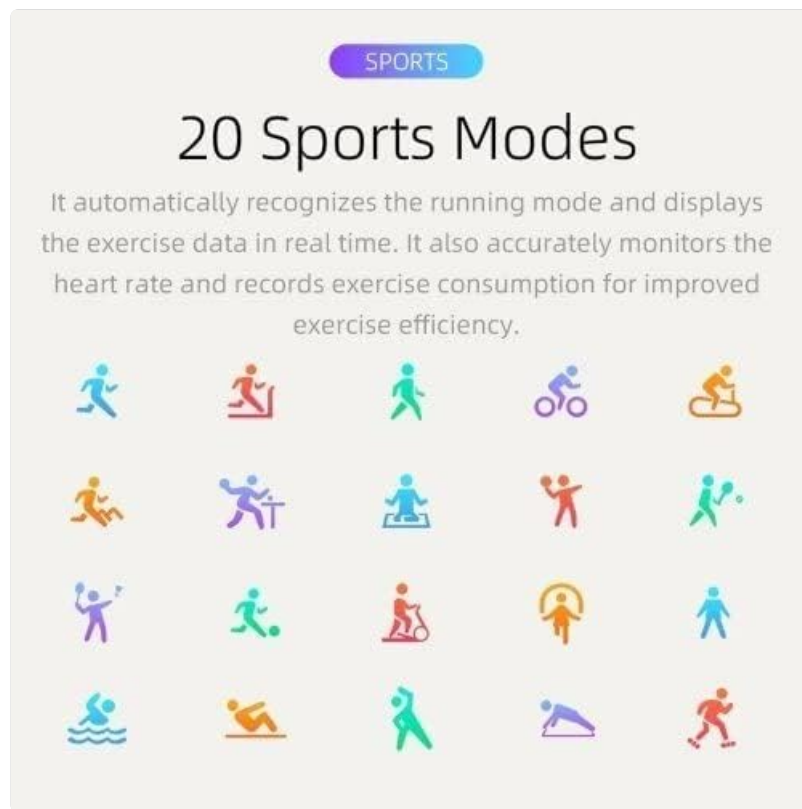 SPORTS
20 Sports Modes
It automatically recognizes the running mode and displays
the exercise data in real time. It also accurately monitors the
heart rate and records exercise consumption for improved
exercise efficiency.